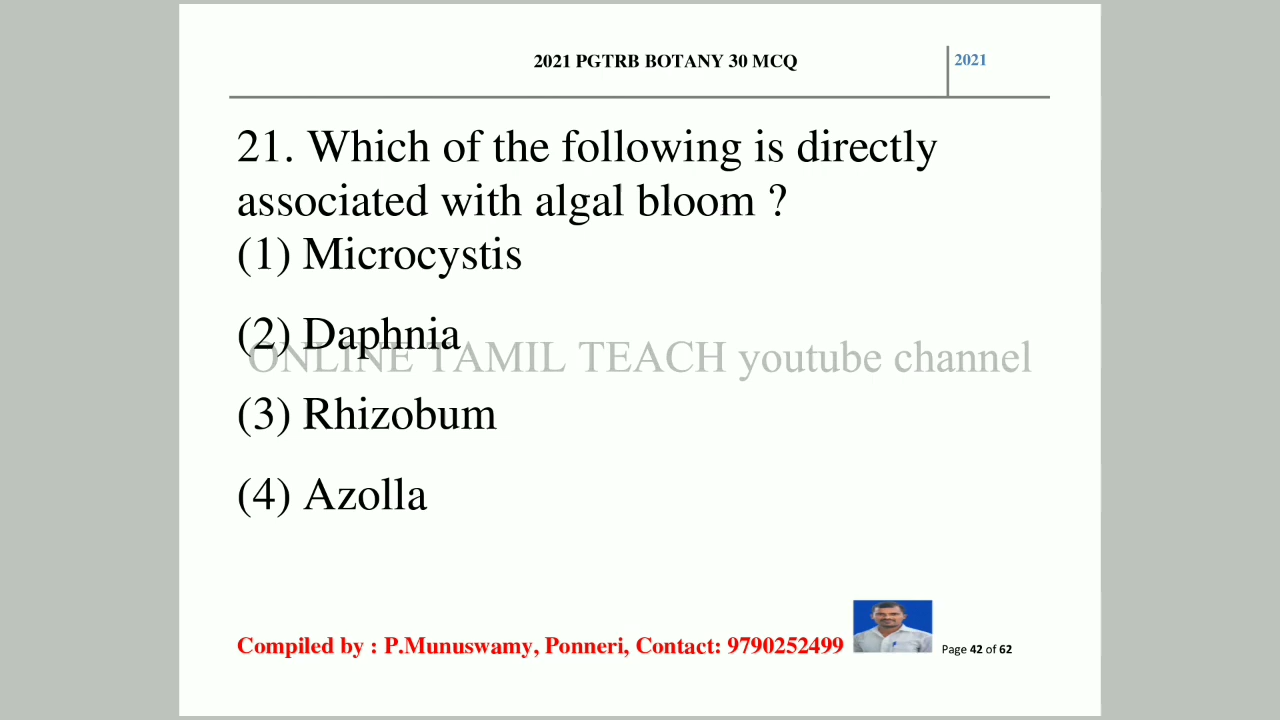 2021 PGTRB BOTANY 30 MCQ
2021
21. Which of the following is directly
associated with algal bloom ?
(1) Microcystis
(2) Daphnia
ONLINE TAMIL TEACH youtube channel
(3) Rhizobum
(4) Azolla
Compiled by : P.Munuswamy, Ponneri, Contact: 9790252499
Page 42 of 62